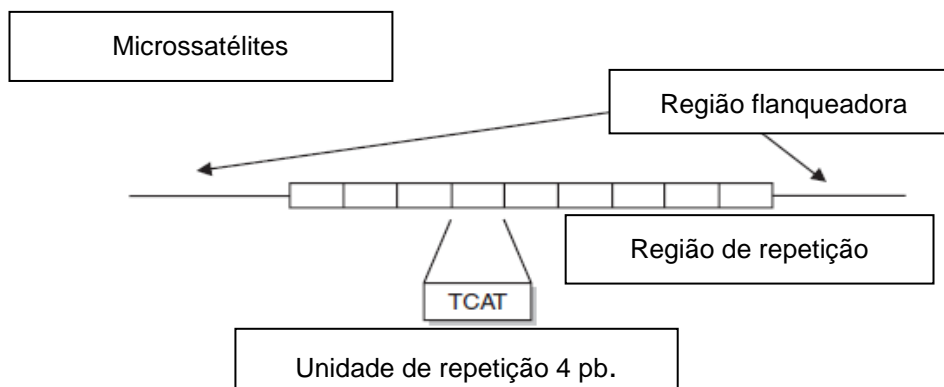 Microssatélites
Região flanqueadora
Região de repetição
TCAT
Unidade de repetição 4 pb.